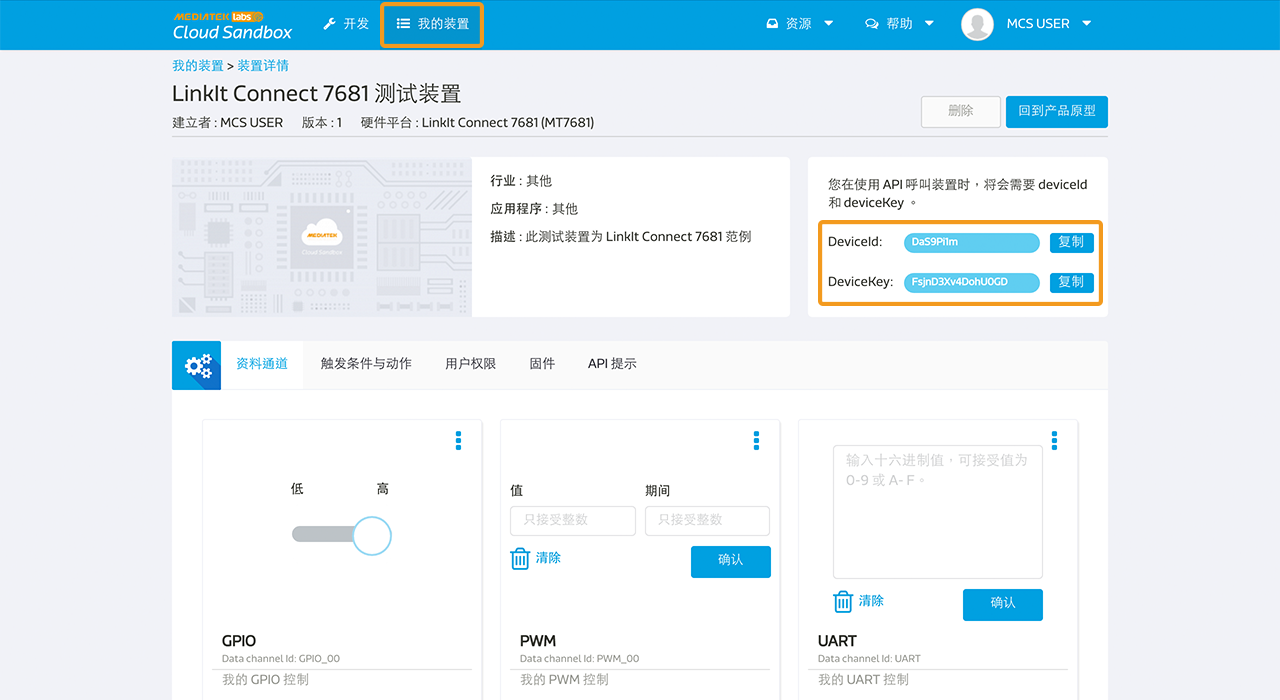 MEDIATEK labs
Cloud Sandbox
开发
我的装置
资源
帮助
MCS USER
我的装置 > 装置详情
LinkIt Connect 7681 测试装置
建立者 : MCS USER 版本 : 1 硬件平台 : LinkIt Connect 7681 (MT7681)
删除
回到产品原型
MEDIATEK
Cloud Sandbox
行业 : 其他
应用程序 : 其他
描述 : 此测试装置为 LinkIt Connect 7681 范例
您在使用 API 呼叫装置时,将会需要 deviceId
和 deviceKey 。
DeviceId: DaS9PI1m 复制
DeviceKey: FsjnD3Xv4DohU0GD 复制
资料通道
触发条件与动作
用户权限
固件
API 提示
低 高
GPIO
Data channel Id: GPIO_00
我的 GPIO 控制
值 期间
只接受整数 只接受整数
清除 确认
PWM
Data channel Id: PWM_00
我的 PWM 控制
输入十六进制值,可接受值为
0-9 或 A- F。
清除 确认
UART
Data channel Id: UART
我的 UART 控制